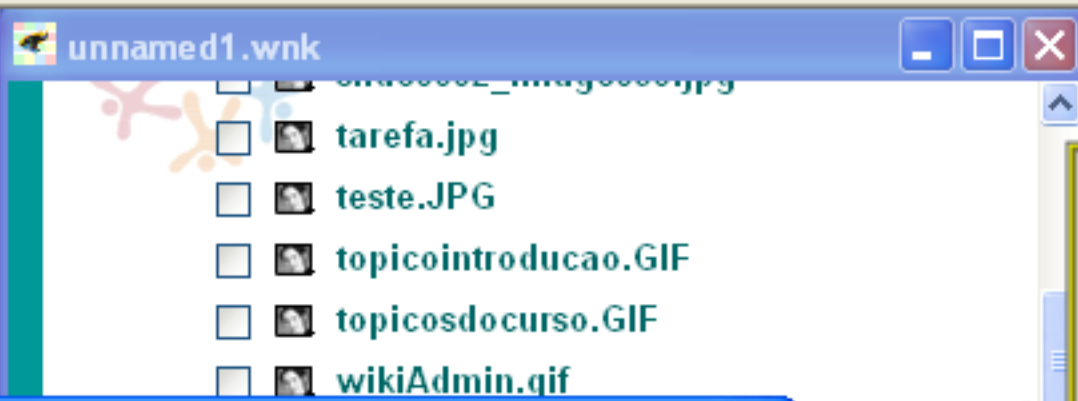 unnamed1.wnk
tarefa.jpg
teste.JPG
topicointroducao.GIF
topicosdocurso.GIF
wikiAdmin.gif